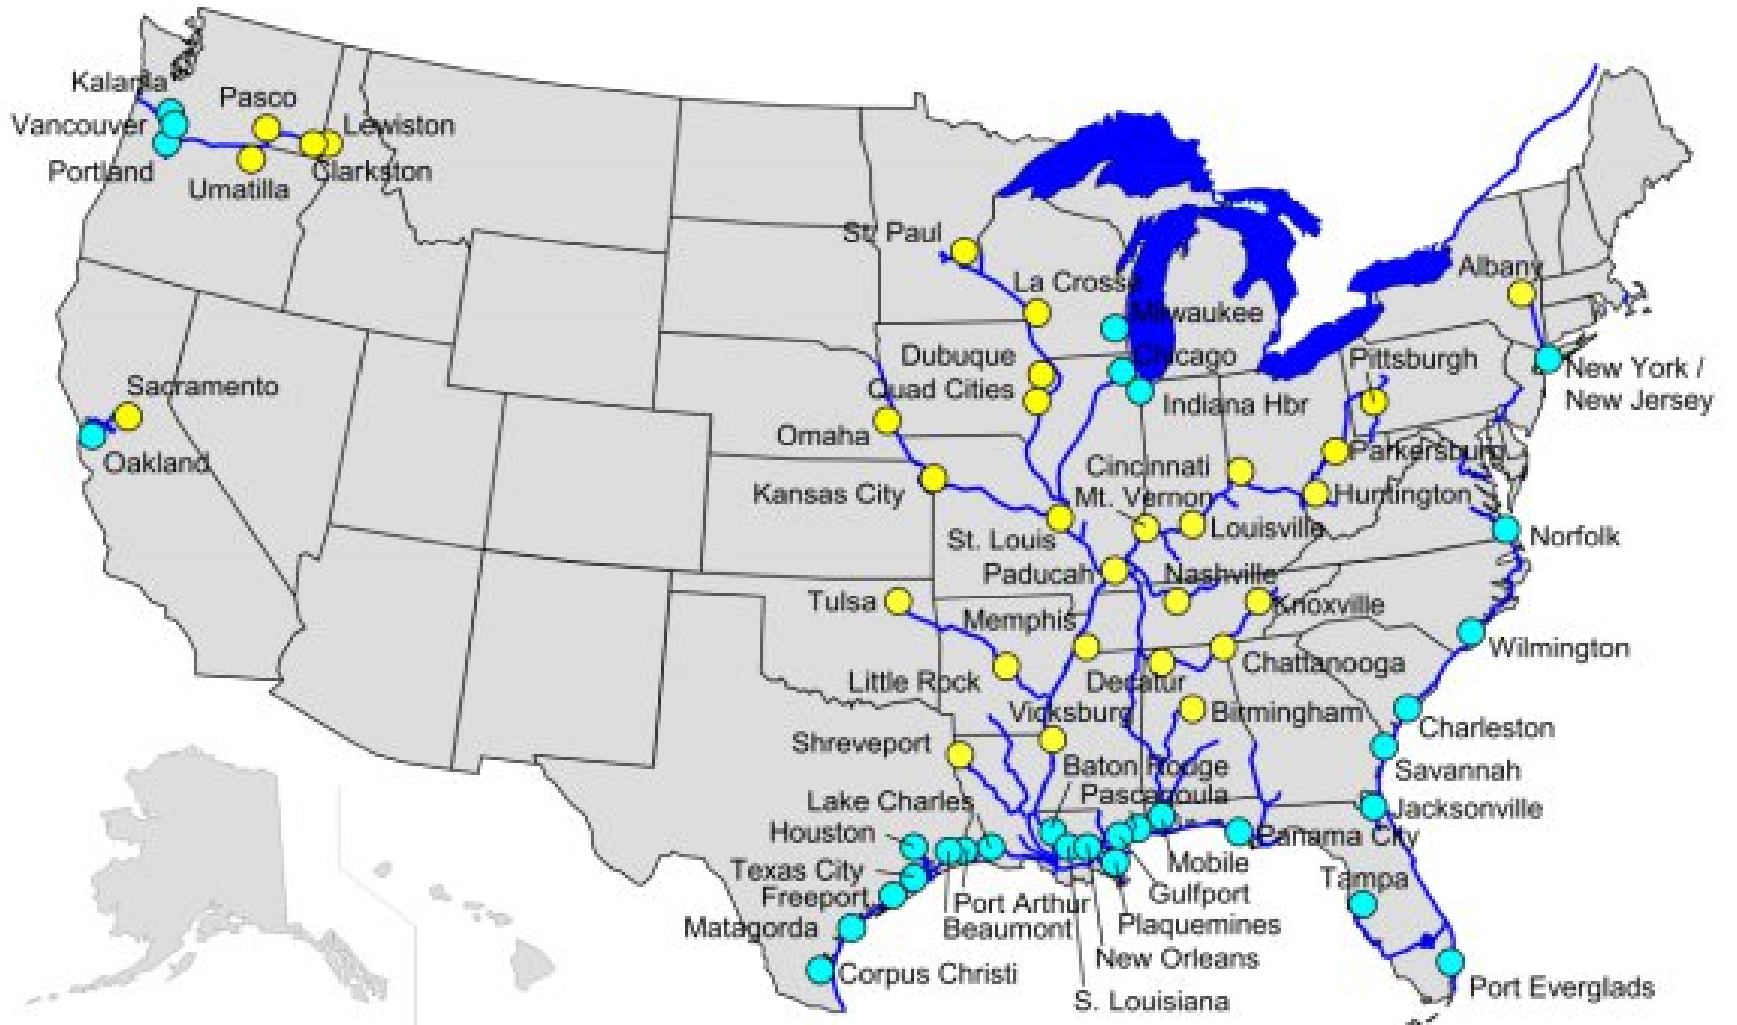 Kalama
Pasco
Vancouver
Lewiston
Portland
Clarkston
Umatilla
St. Paul
La Crosse
Albany
Milwaukee
Dubuque
Chicago
Pittsburgh
New York /
New Jersey
Sacramento
Quad Cities
Indiana Hbr
Omaha
Oakland
Parkersburg
Cincinnati
Kansas City
Mt. Vernon
Huntington
Louisville
Norfolk
St. Louis
Paducah
Nashville
Tulsa
Knoxville
Memphis
Wilmington
Chattanooga
Little Rock
Decatur
Vicksburg
Birmingham
Charleston
Shreveport
Baton Rouge
Savannah
Pascagoula
Lake Charles
Jacksonville
Houston
Panama City
Mobile
Texas City
Tampa
Freeport
Gulfport
Port Arthur
Plaquemines
Matagorda
Beaumont
New Orleans
Corpus Christi
Port Everglads
S. Louisiana